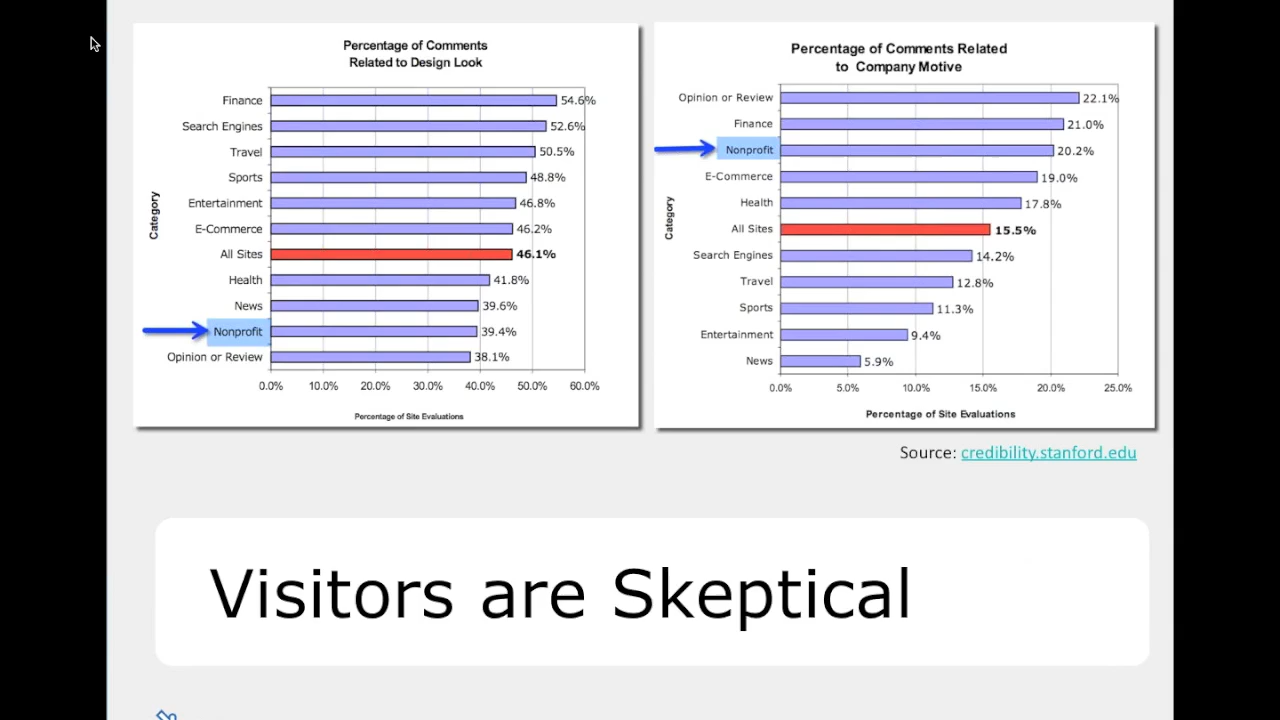 Percentage of Comments
Related to Design Look
Category
Finance 54.6%
Search Engines 52.6%
Travel 50.5%
Sports 48.8%
Entertainment 46.8%
E-Commerce 46.2%
All Sites 46.1%
Health 41.8%
News 39.6%
Nonprofit 39.4%
Opinion or Review 38.1%
0.0% 10.0% 20.0% 30.0% 40.0% 50.0% 60.0%
Percentage of Site Evaluations
Percentage of Comments Related
to Company Motive
Category
Opinion or Review 22.1%
Finance 21.0%
Nonprofit 20.2%
E-Commerce 19.0%
Health 17.8%
All Sites 15.5%
Search Engines 14.2%
Travel 12.8%
Sports 11.3%
Entertainment 9.4%
News 5.9%
0.0% 5.0% 10.0% 15.0% 20.0% 25.0%
Percentage of Site Evaluations
Source: credibility.stanford.edu
Visitors are Skeptical